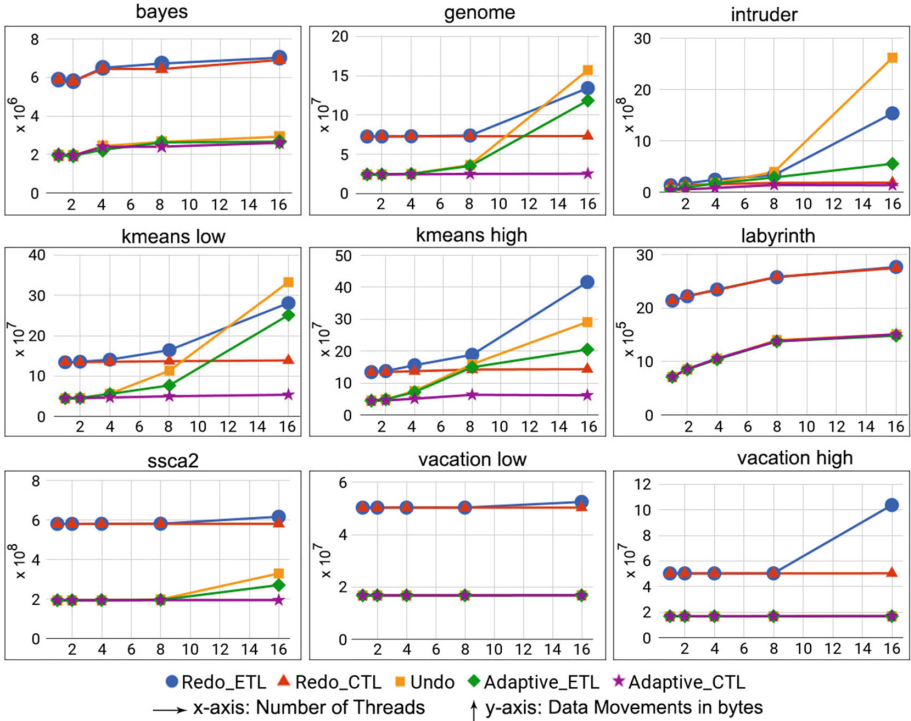 bayes
genome
intruder
8
6
4
2
0
x 10^6
2 4 6 8 10 12 14 16
20
15
10
5
0
x 10^7
2 4 6 8 10 12 14 16
30
20
10
0
x 10^8
2 4 6 8 10 12 14 16
kmeans low
kmeans high
labyrinth
40
30
20
10
0
x 10^7
2 4 6 8 10 12 14 16
50
40
30
20
10
0
x 10^7
2 4 6 8 10 12 14 16
30
20
10
0
x 10^5
2 4 6 8 10 12 14 16
ssca2
vacation low
vacation high
8
6
4
2
0
x 10^8
2 4 6 8 10 12 14 16
6
4
2
0
x 10^7
2 4 6 8 10 12 14 16
12
10
8
6
4
2
0
x 10^7
2 4 6 8 10 12 14 16
Redo_ETL Redo_CTL Undo Adaptive_ETL Adaptive_CTL
x-axis: Number of Threads y-axis: Data Movements in bytes